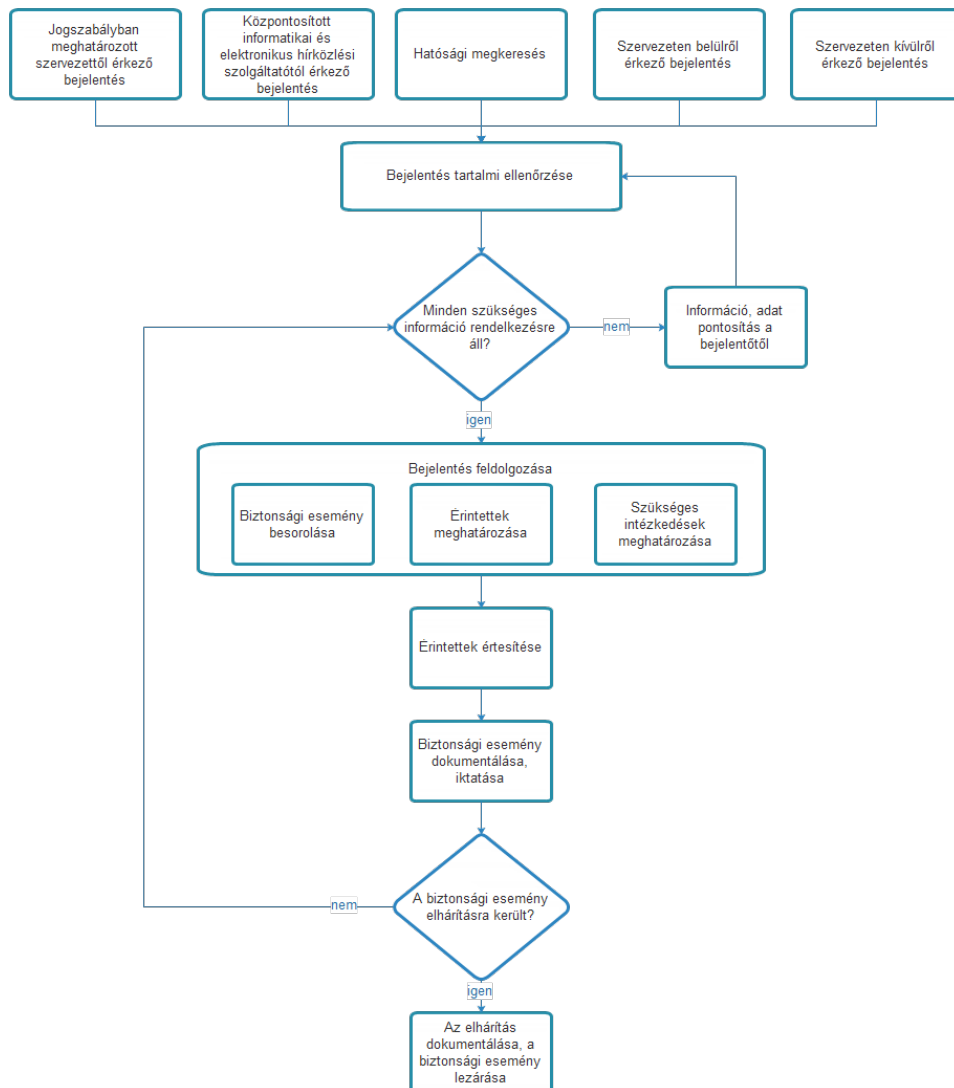 Jogszabályban
meghatározott
szervezettől érkező
bejelentés
Központosított
informatikai és
elektronikus hírközlési
szolgáltatótól érkező
bejelentés
Hatósági megkeresés
Szervezeten belülről
érkező bejelentés
Szervezeten kívülről
érkező bejelentés
Bejelentés tartalmi ellenőrzése
Minden szükséges
információ rendelkezésre
áll?
nem
Információ, adat
pontosítás a
bejelentőtől
igen
Bejelentés feldolgozása
Biztonsági esemény
besorolása
Érintettek
meghatározása
Szükséges
intézkedések
meghatározása
Érintettek értesítése
Biztonsági esemény
dokumentálása,
iktatása
A biztonsági esemény
elhárításra került?
nem
igen
Az elhárítás
dokumentálása, a
biztonsági esemény
lezárása